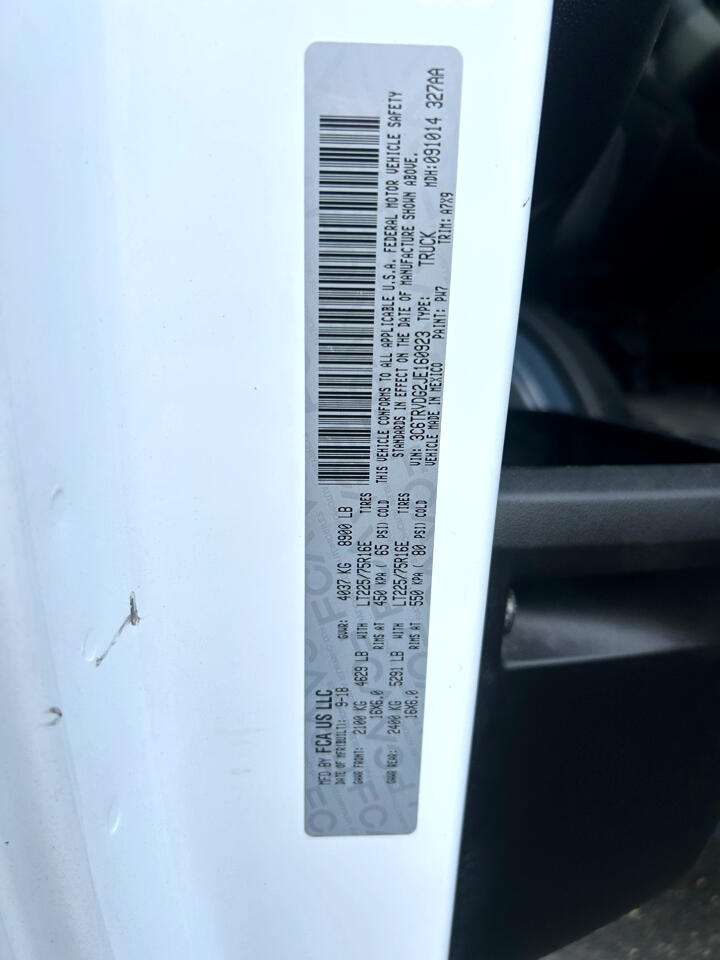 MFD BY FCA US LLC
DATE OF MFR(BUILT): 9-18 GVWR: 4037 KG 8900 LB
GAWR FRONT: 2100 KG 4629 LB WITH LT225/75R16E TIRES
16X6.0 RIMS AT 450 KPA( 65 PSI) COLD
GAWR REAR: 2400 KG 5291 LB WITH LT225/75R16E TIRES
16X6.0 RIMS AT 550 KPA ( 80 PSI) COLD
THIS VEHICLE CONFORMS TO ALL APPLICABLE U.S.A. FEDERAL MOTOR VEHICLE SAFETY
STANDARDS IN EFFECT ON THE DATE OF MANUFACTURE SHOWN ABOVE.
VIN: 3C6TRVDG2JE160923 TYPE: TRUCK MDH:091014 327AA
VEHICLE MADE IN MEXICO PAINT: PW7 TRIM: A7X9